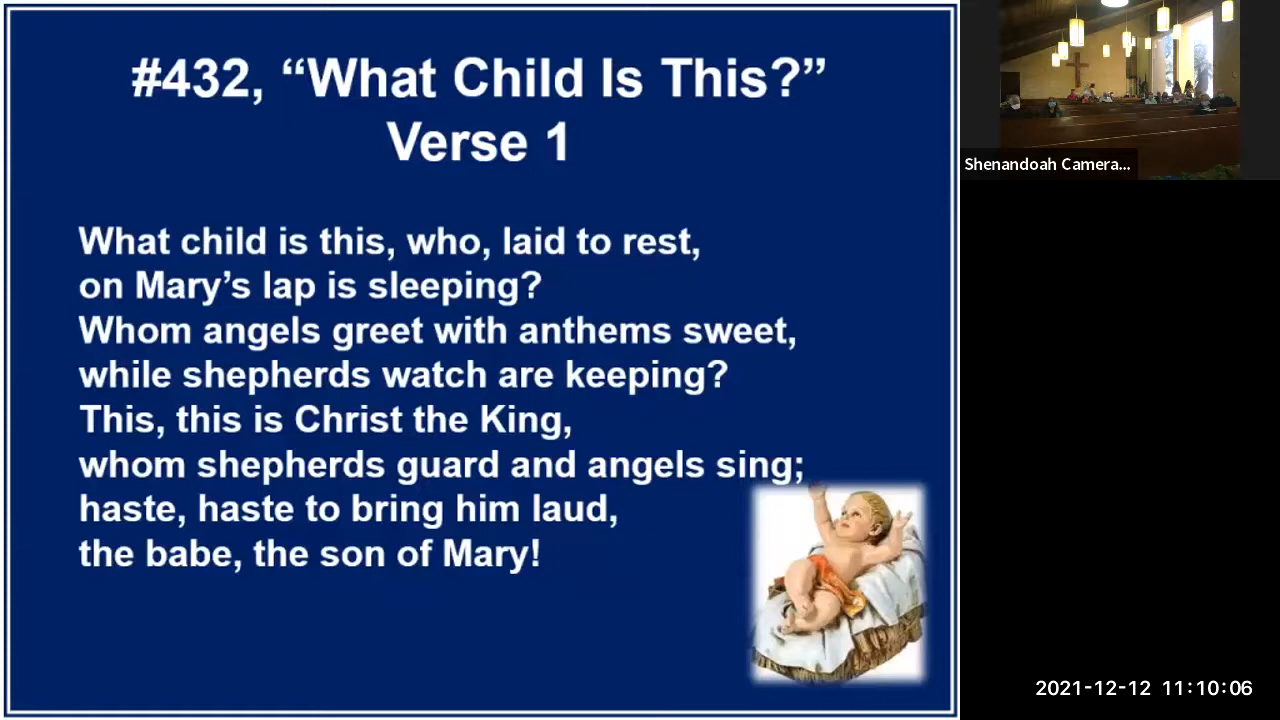 #432, “What Child Is This?”
Verse 1
What child is this, who, laid to rest,
on Mary’s lap is sleeping?
Whom angels greet with anthems sweet,
while shepherds watch are keeping?
This, this is Christ the King,
whom shepherds guard and angels sing;
haste, haste to bring him laud,
the babe, the son of Mary!
Shenandoah Camera...
2021-12-12 11:10:06